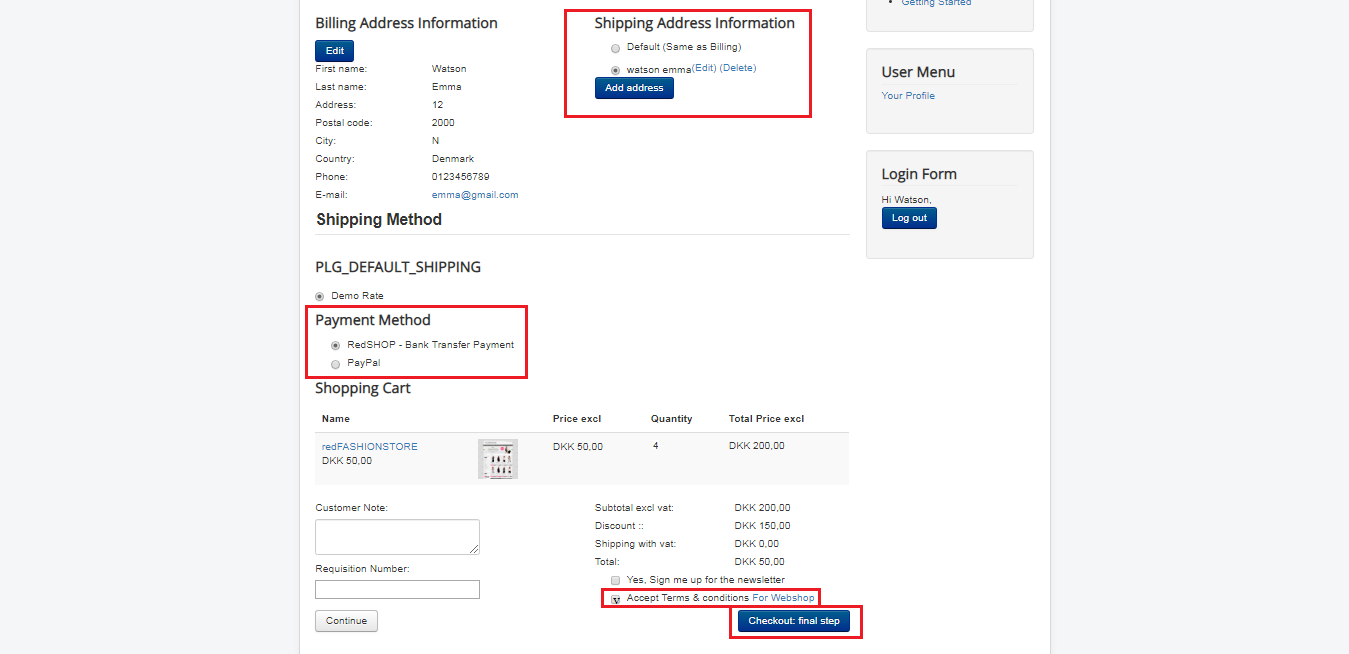 Billing Address Information
Edit
First name: Watson
Last name: Emma
Address: 12
Postal code: 2000
City: N
Country: Denmark
Phone: 0123456789
E-mail: emma@gmail.com
Shipping Address Information
Default (Same as Billing)
watson emma(Edit) (Delete)
Add address
Shipping Method
PLG_DEFAULT_SHIPPING
Demo Rate
Payment Method
RedSHOP - Bank Transfer Payment
PayPal
Shopping Cart
Name Price excl Quantity Total Price excl
redFASHIONSTORE DKK 50,00 4 DKK 200,00
DKK 50,00
Customer Note:
Requisition Number:
Continue
Subtotal excl vat: DKK 200,00
Discount :: DKK 150,00
Shipping with vat: DKK 0,00
Total: DKK 50,00
Yes, Sign me up for the newsletter
Accept Terms & conditions For Webshop
Checkout: final step
Getting Started
User Menu
Your Profile
Login Form
Hi Watson,
Log out